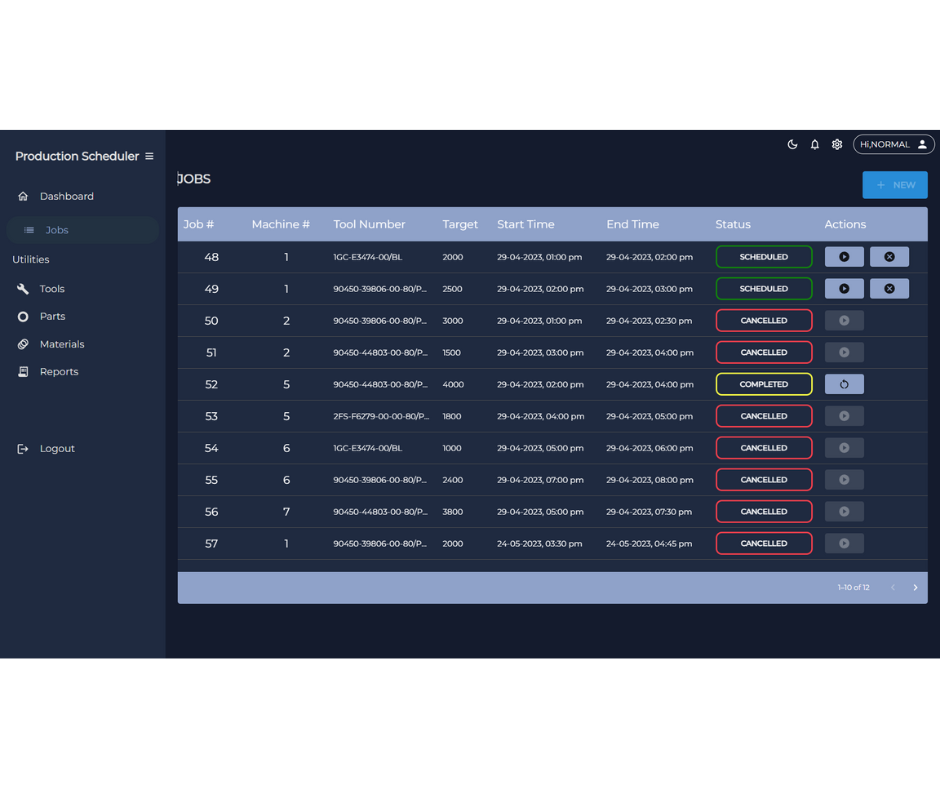 Production Scheduler
Dashboard
Jobs
Utilities
Tools
Parts
Materials
Reports
Logout
Hi,NORMAL
JOBS
+ NEW
Job # Machine # Tool Number Target Start Time End Time Status Actions
48 1 1GC-E3474-00/BL 2000 29-04-2023, 01:00 pm 29-04-2023, 02:00 pm SCHEDULED
49 1 90450-39806-00-80/P... 2500 29-04-2023, 02:00 pm 29-04-2023, 03:00 pm SCHEDULED
50 2 90450-39806-00-80/P... 3000 29-04-2023, 01:00 pm 29-04-2023, 02:30 pm CANCELLED
51 2 90450-44803-00-80/P... 1500 29-04-2023, 03:00 pm 29-04-2023, 04:00 pm CANCELLED
52 5 90450-44803-00-80/P... 4000 29-04-2023, 02:00 pm 29-04-2023, 04:00 pm COMPLETED
53 5 2FS-F6279-00-00-80/P... 1800 29-04-2023, 04:00 pm 29-04-2023, 05:00 pm CANCELLED
54 6 1GC-E3474-00/BL 1000 29-04-2023, 05:00 pm 29-04-2023, 06:00 pm CANCELLED
55 6 90450-39806-00-80/P... 2400 29-04-2023, 07:00 pm 29-04-2023, 08:00 pm CANCELLED
56 7 90450-44803-00-80/P... 3800 29-04-2023, 05:00 pm 29-04-2023, 07:30 pm CANCELLED
57 1 90450-39806-00-80/P... 2000 24-05-2023, 03:30 pm 24-05-2023, 04:45 pm CANCELLED
1–10 of 12